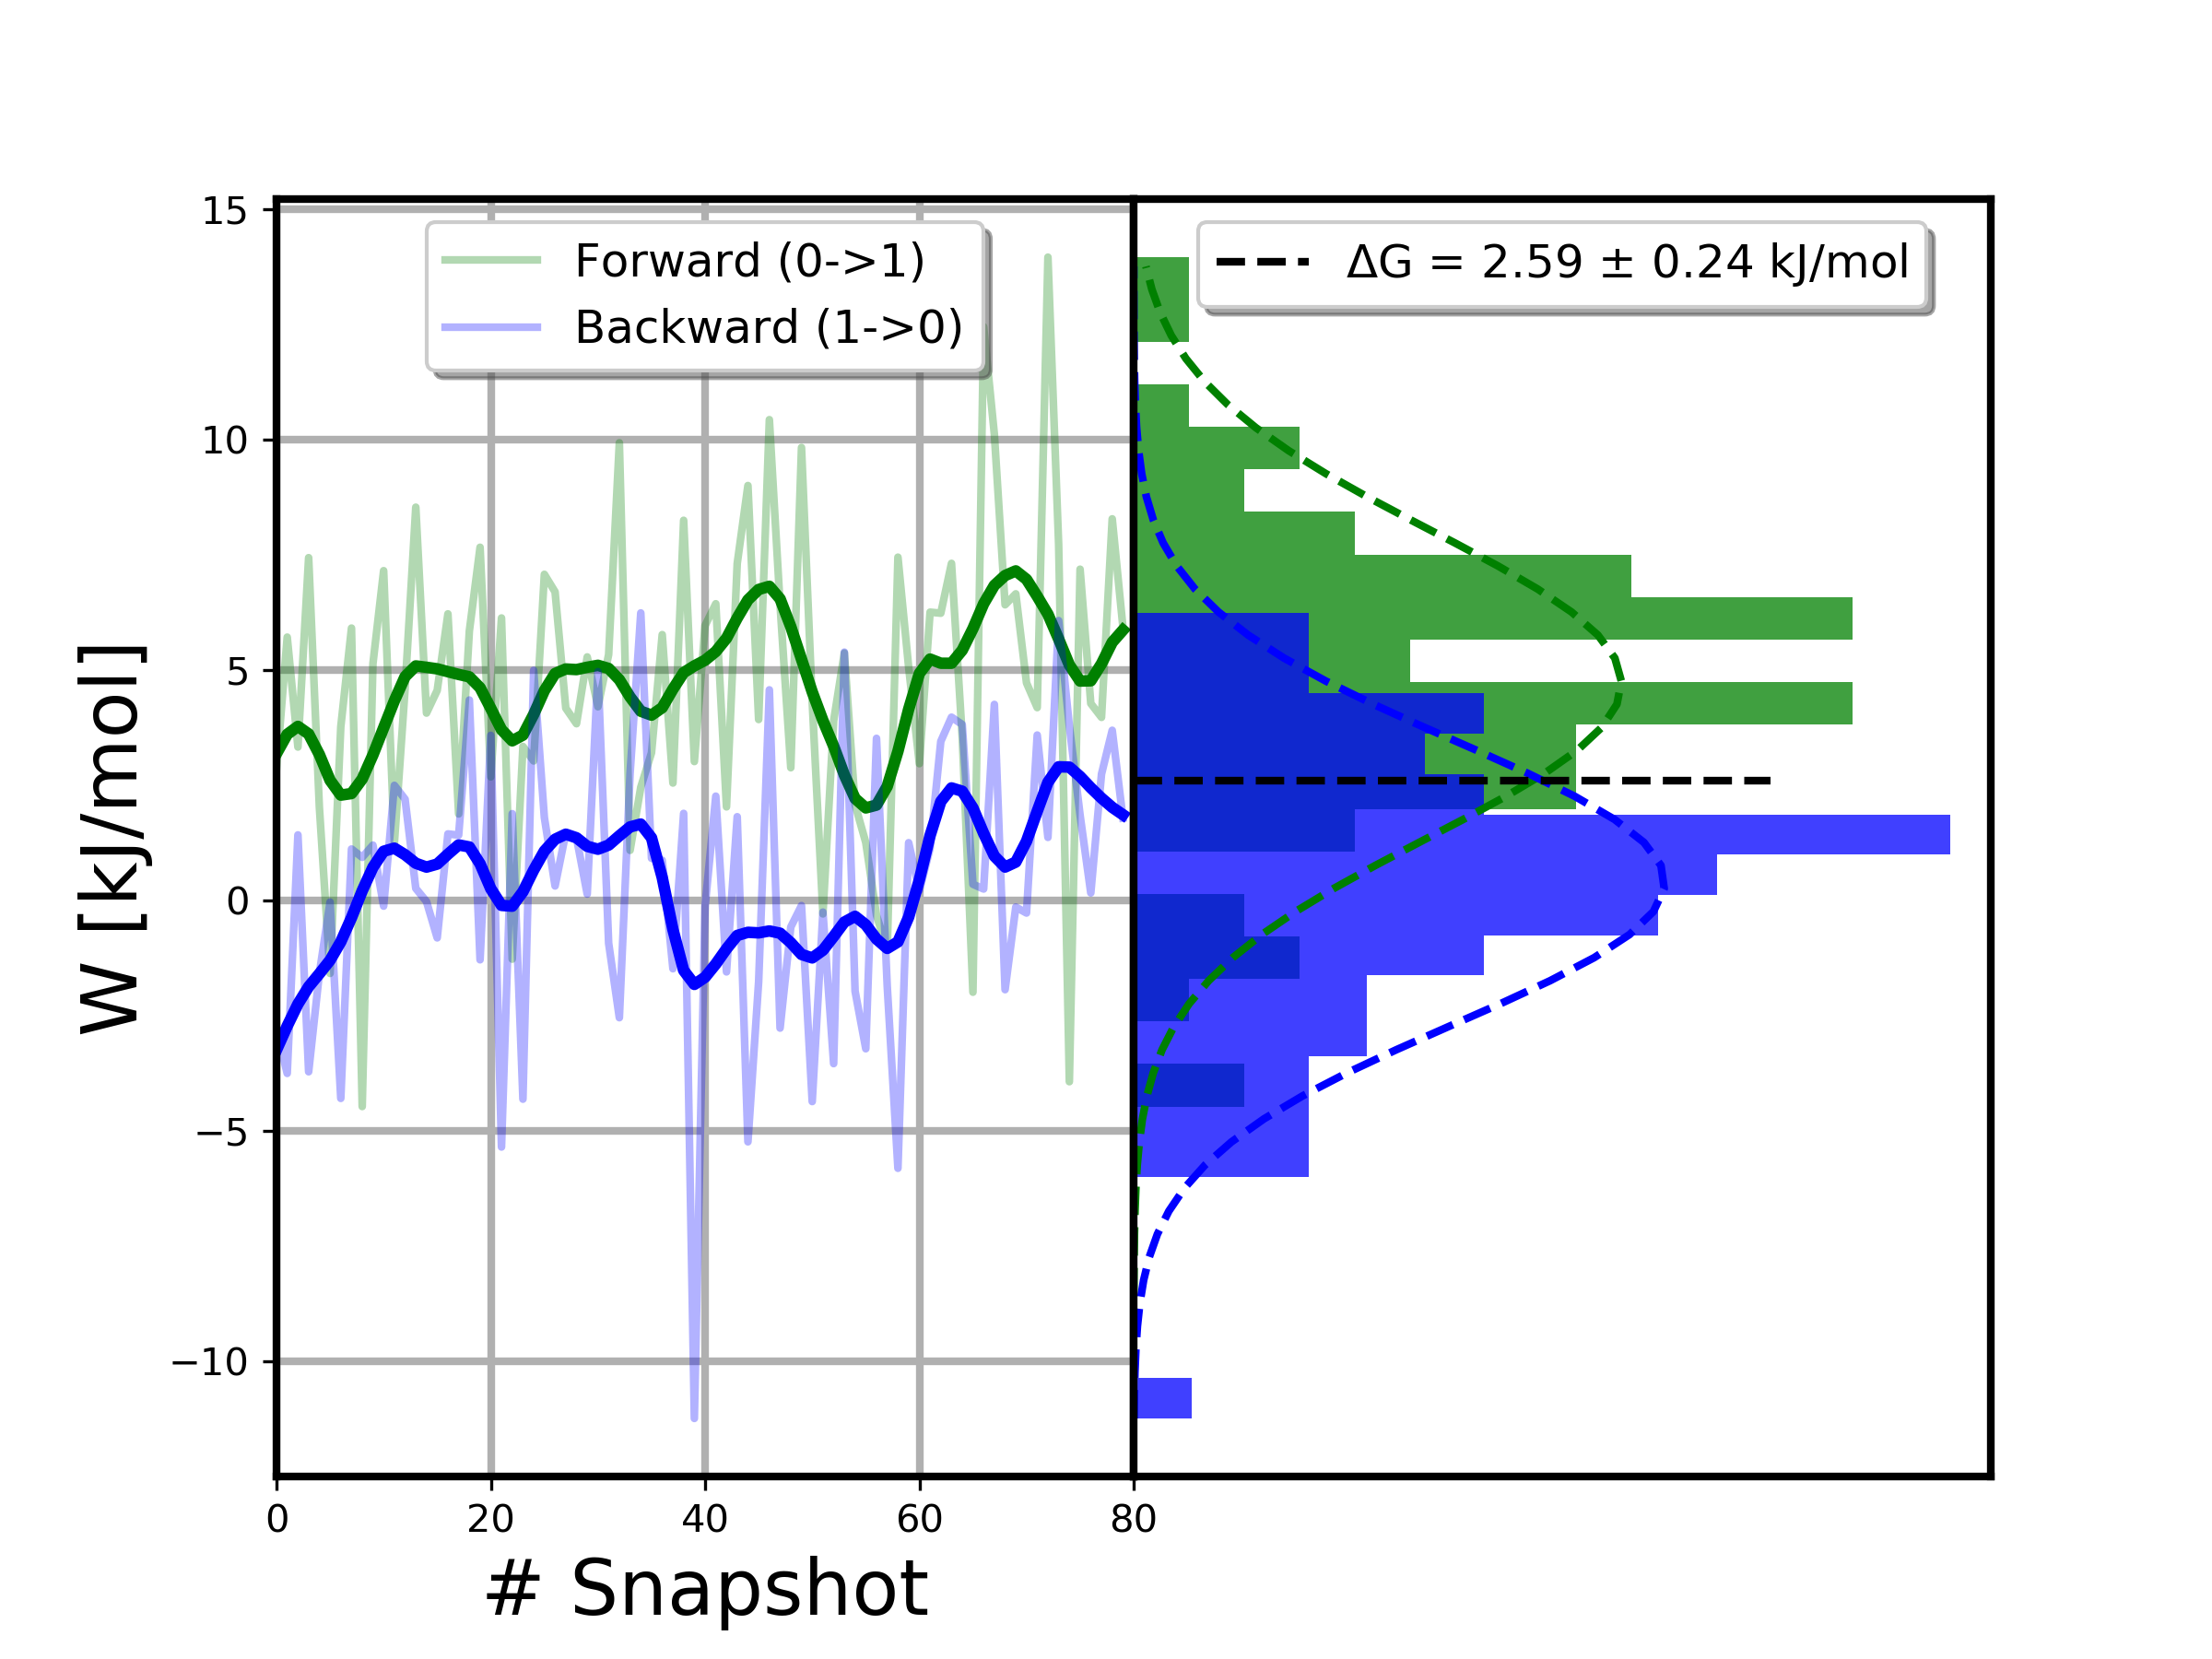 15
10
5
0
−5
−10
W [kJ/mol]
Forward (0->1)
Backward (1->0)
ΔG = 2.59 ± 0.24 kJ/mol
0 20 40 60 80
# Snapshot